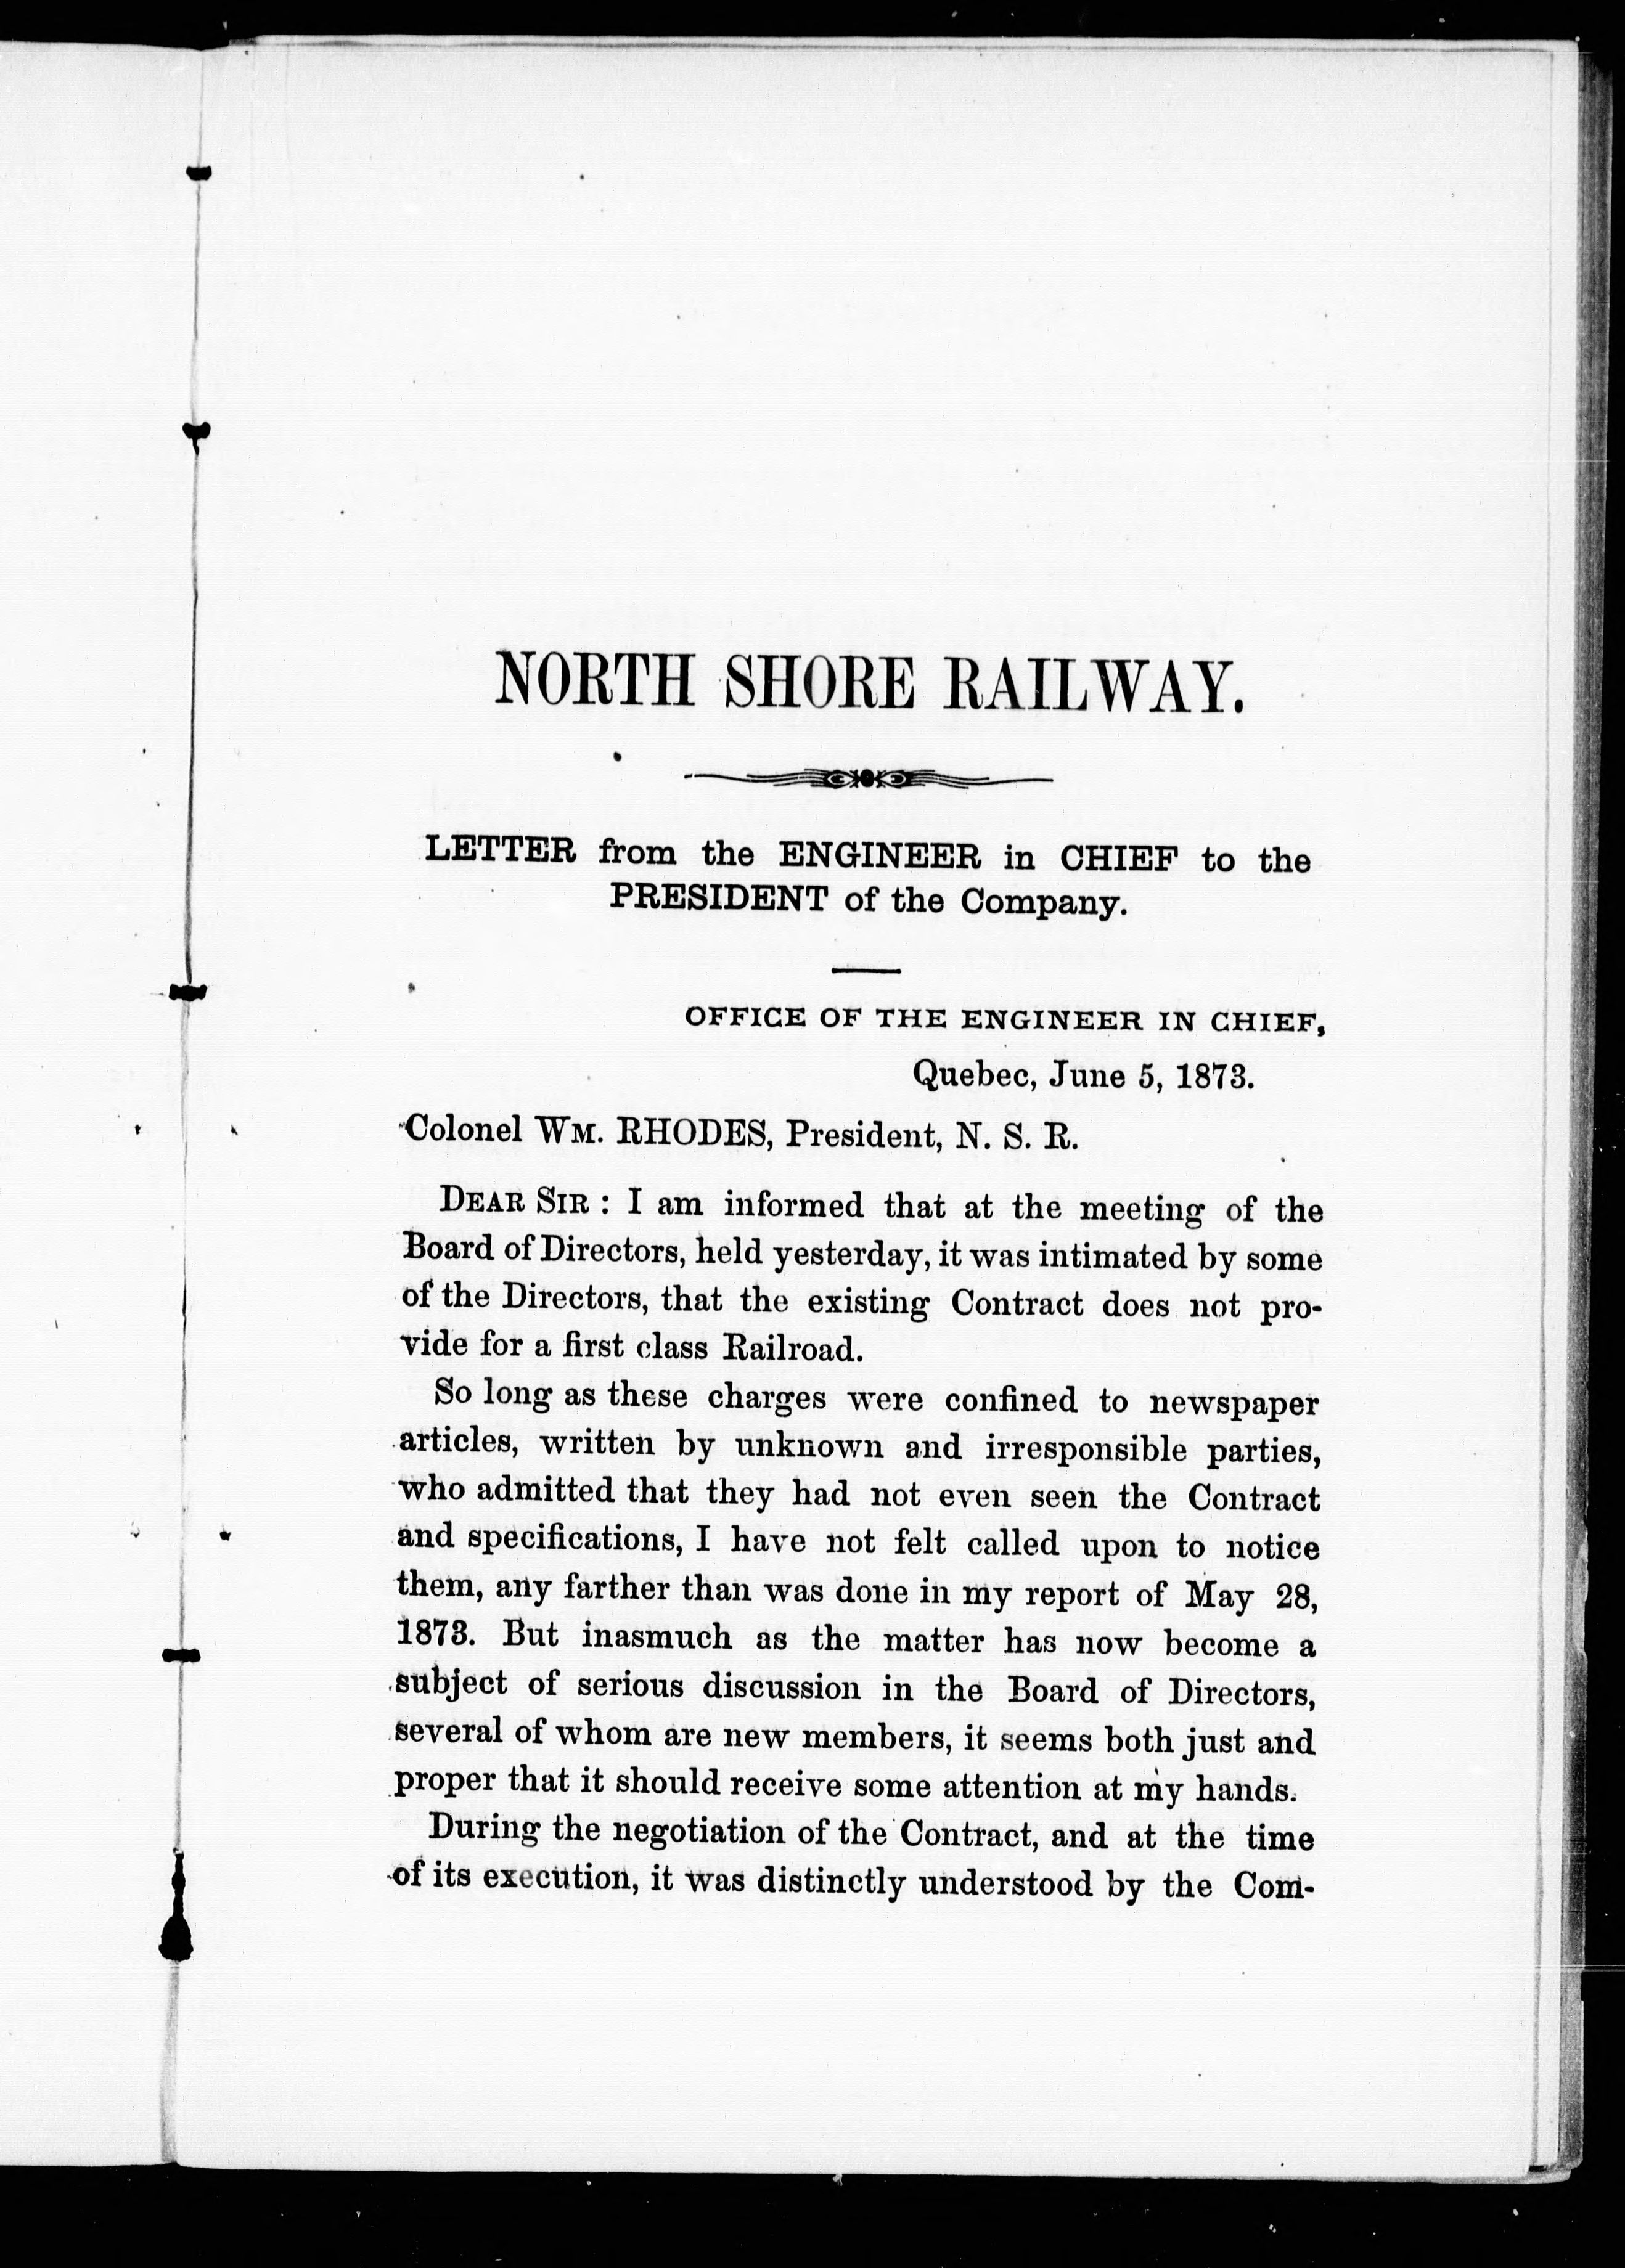 NORTH SHORE RAILWAY.
LETTER from the ENGINEER in CHIEF to the
PRESIDENT of the Company.
OFFICE OF THE ENGINEER IN CHIEF,
Quebec, June 5, 1873.
Colonel WM. RHODES, President, N. S. R.
DEAR SIR : I am informed that at the meeting of the
Board of Directors, held yesterday, it was intimated by some
of the Directors, that the existing Contract does not pro-
vide for a first class Railroad.
So long as these charges were confined to newspaper
articles, written by unknown and irresponsible parties,
who admitted that they had not even seen the Contract
and specifications, I have not felt called upon to notice
them, any farther than was done in my report of May 28,
1873. But inasmuch as the matter has now become a
subject of serious discussion in the Board of Directors,
several of whom are new members, it seems both just and
proper that it should receive some attention at my hands.
During the negotiation of the Contract, and at the time
of its execution, it was distinctly understood by the Com-